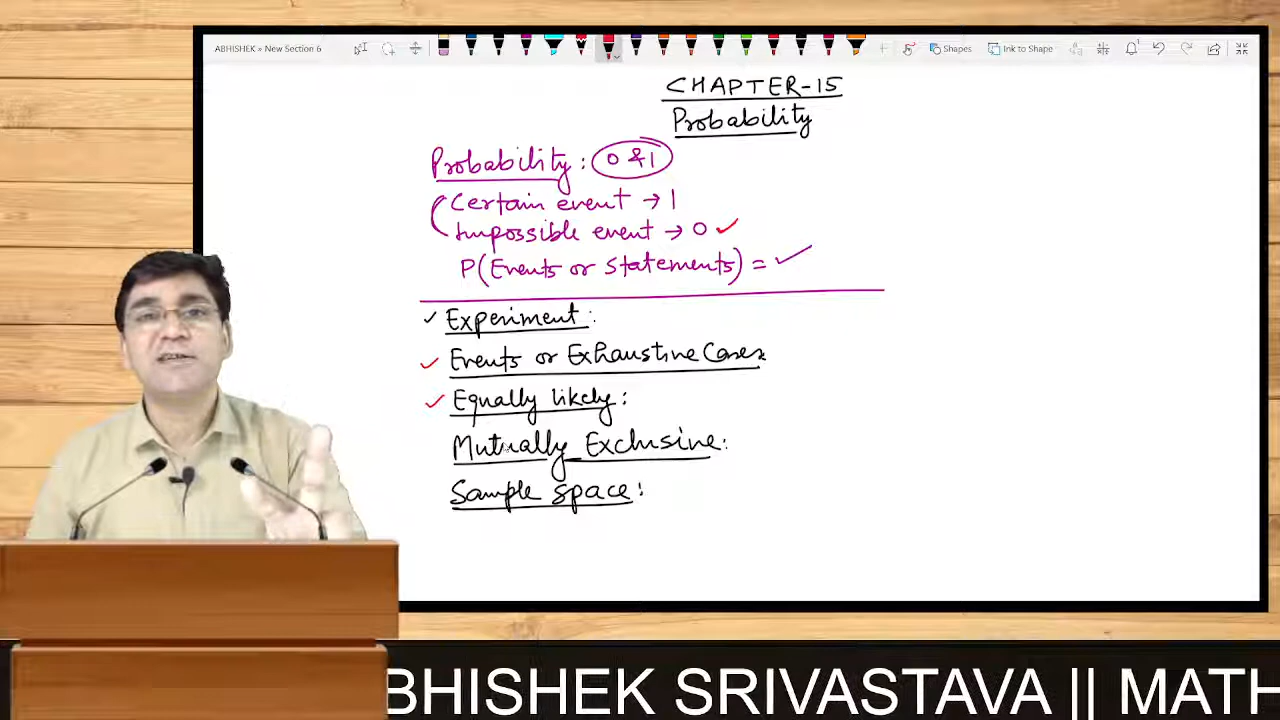 ABHISHEK » New Section 6
Shapes
Ink to Shape
CHAPTER-15
Probability
Probability : 0 & 1
Certain event → 1
Impossible event → 0 ✓
P(Events or Statements) = ✓
✓ Experiment :
✓ Events or Exhaustive Cases
✓ Equally likely :
Mutually Exclusive :
Sample space :
BHISHEK SRIVASTAVA || MATH